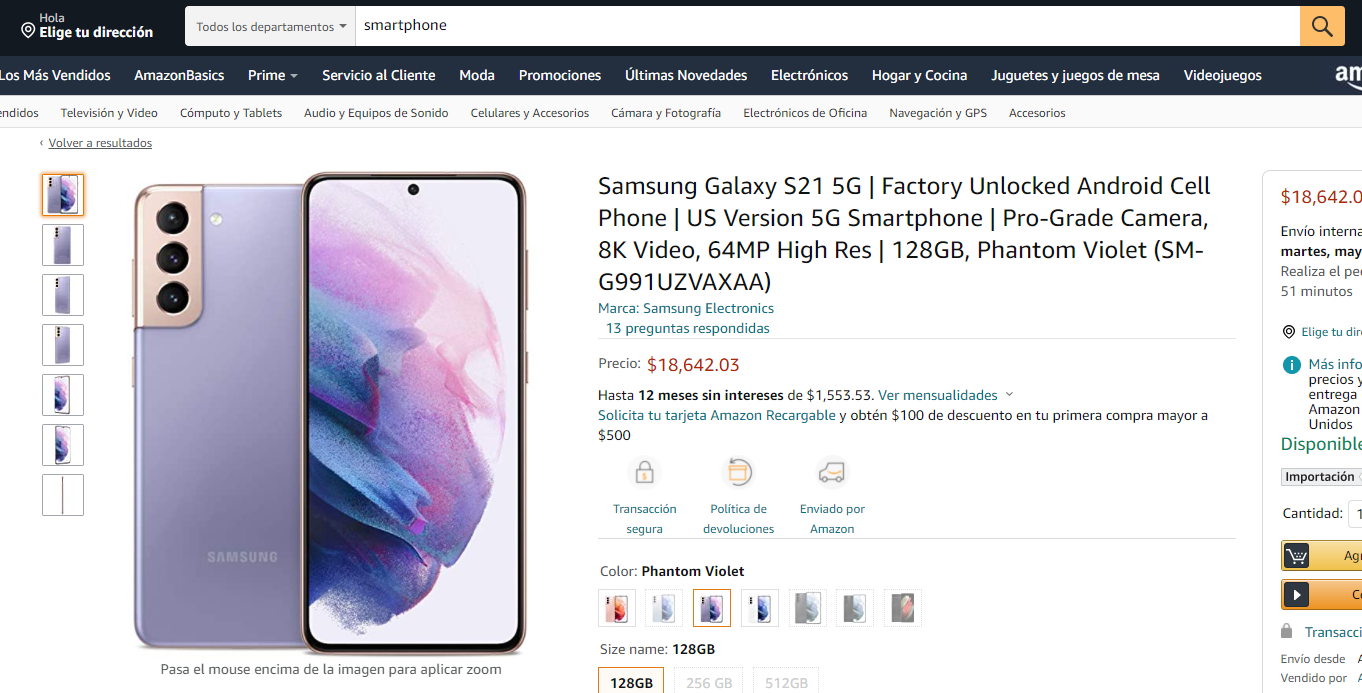 Hola
Elige tu dirección
Todos los departamentos
smartphone
Los Más Vendidos AmazonBasics Prime Servicio al Cliente Moda Promociones Últimas Novedades Electrónicos Hogar y Cocina Juguetes y juegos de mesa Videojuegos am
endidos Televisión y Video Cómputo y Tablets Audio y Equipos de Sonido Celulares y Accesorios Cámara y Fotografía Electrónicos de Oficina Navegación y GPS Accesorios
‹ Volver a resultados
SAMSUNG
Pasa el mouse encima de la imagen para aplicar zoom
Samsung Galaxy S21 5G | Factory Unlocked Android Cell
Phone | US Version 5G Smartphone | Pro-Grade Camera,
8K Video, 64MP High Res | 128GB, Phantom Violet (SM-
G991UZVAXAA)
Marca: Samsung Electronics
13 preguntas respondidas
Precio: $18,642.03
Hasta 12 meses sin intereses de $1,553.53. Ver mensualidades
Solicita tu tarjeta Amazon Recargable y obtén $100 de descuento en tu primera compra mayor a
$500
Transacción
segura
Política de
devoluciones
Enviado por
Amazon
Color: Phantom Violet
Size name: 128GB
128GB 256 GB 512GB
$18,642.0
Envío interna
martes, may
Realiza el pe
51 minutos
Elige tu dir
Más info
precios y
entrega
Amazon
Unidos
Disponible
Importación
Cantidad: 1
Agr
C
Transacci
Envío desde A
Vendido por A